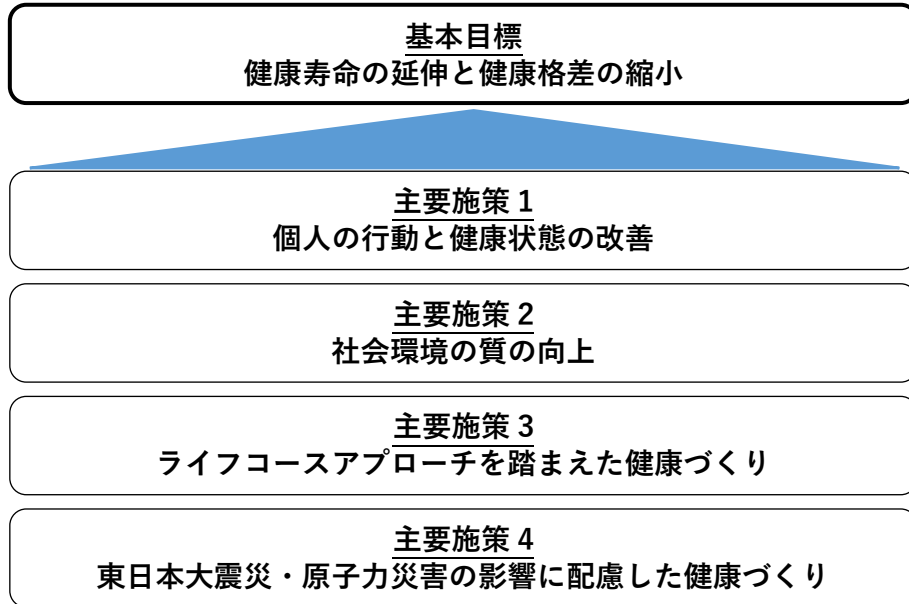 基本目標
健康寿命の延伸と健康格差の縮小
主要施策 1
個人の行動と健康状態の改善
主要施策 2
社会環境の質の向上
主要施策 3
ライフコースアプローチを踏まえた健康づくり
主要施策 4
東日本大震災・原子力災害の影響に配慮した健康づくり